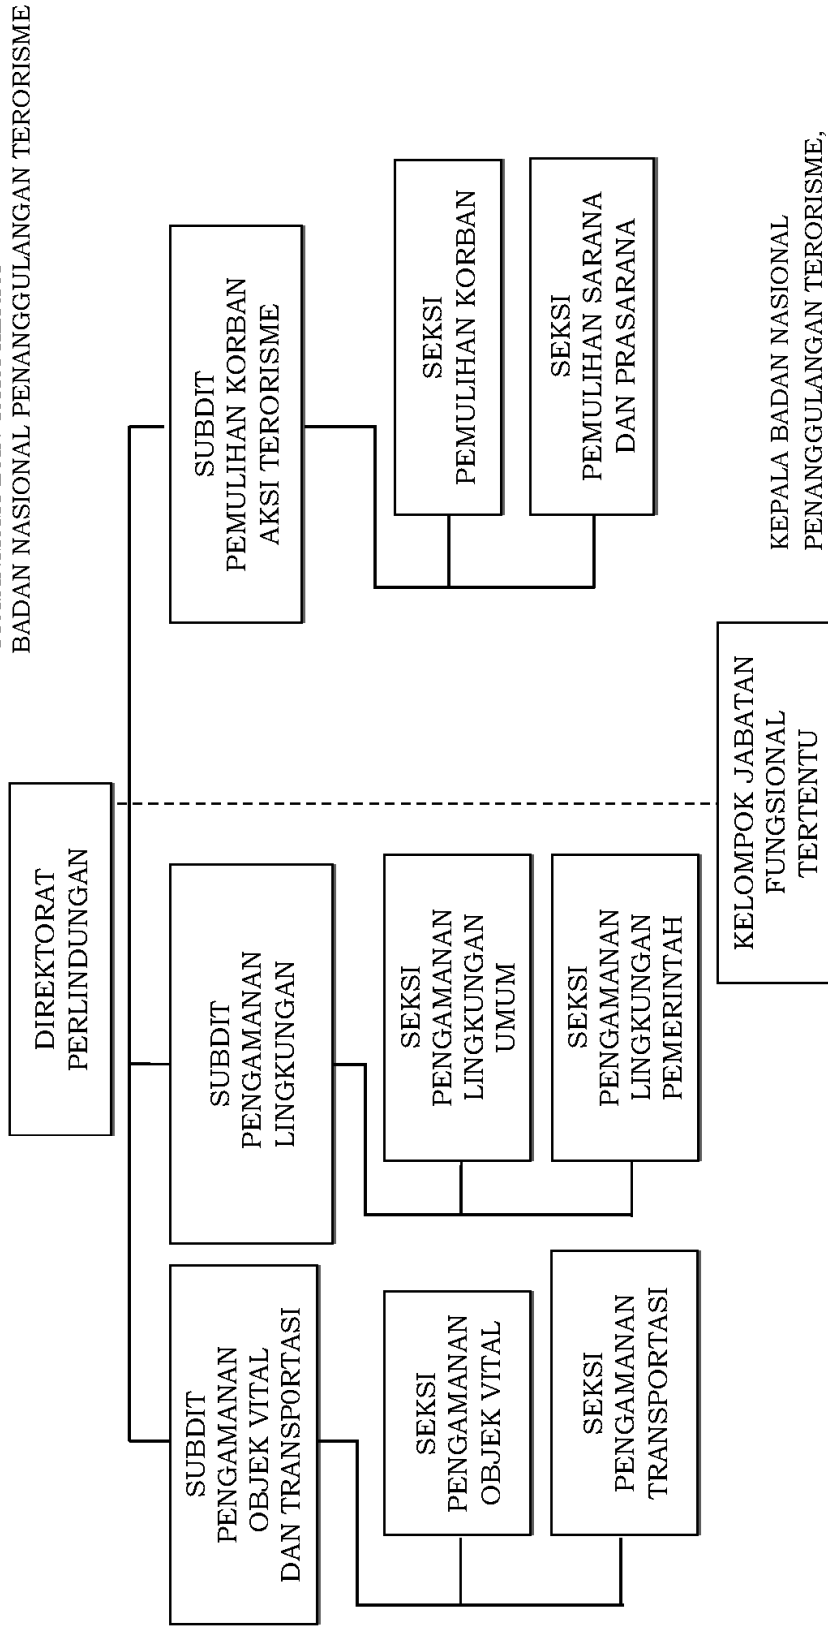 BADAN NASIONAL PENANGGULANGAN TERORISME
DIREKTORAT
PERLINDUNGAN
SUBDIT
PENGAMANAN
OBJEK VITAL
DAN TRANSPORTASI
SUBDIT
PENGAMANAN
LINGKUNGAN
SUBDIT
PEMULIHAN KORBAN
AKSI TERORISME
SEKSI
PENGAMANAN
OBJEK VITAL
SEKSI
PENGAMANAN
TRANSPORTASI
SEKSI
PENGAMANAN
LINGKUNGAN
UMUM
SEKSI
PENGAMANAN
LINGKUNGAN
PEMERINTAH
SEKSI
PEMULIHAN KORBAN
SEKSI
PEMULIHAN SARANA
DAN PRASARANA
KELOMPOK JABATAN
FUNGSIONAL
TERTENTU
KEPALA BADAN NASIONAL
PENANGGULANGAN TERORISME,